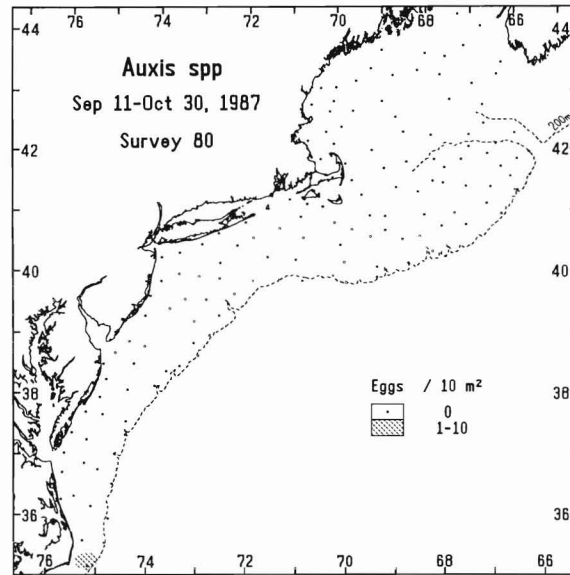 76 74 72 70 68 66
44 44
Auxis spp
Sep 11-Oct 30, 1987
Survey 80
200m
42 42
40 40
38 38
Eggs / 10 m²
0
1-10
36 36
76 74 72 70 68 66